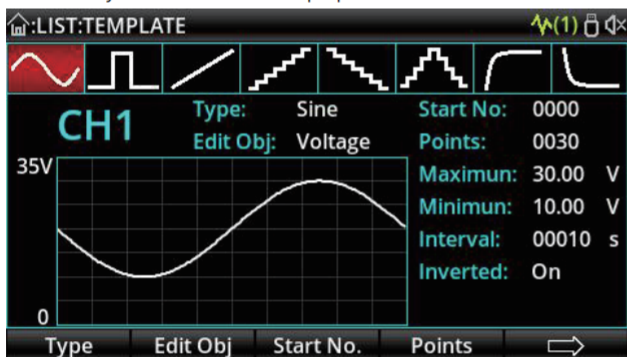 :LIST:TEMPLATE (1)
CH1
Type: Sine
Edit Obj: Voltage
Start No: 0000
Points: 0030
Maximun: 30.00 V
Minimun: 10.00 V
Interval: 00010 s
Inverted: On
35V
0
Type Edit Obj Start No. Points